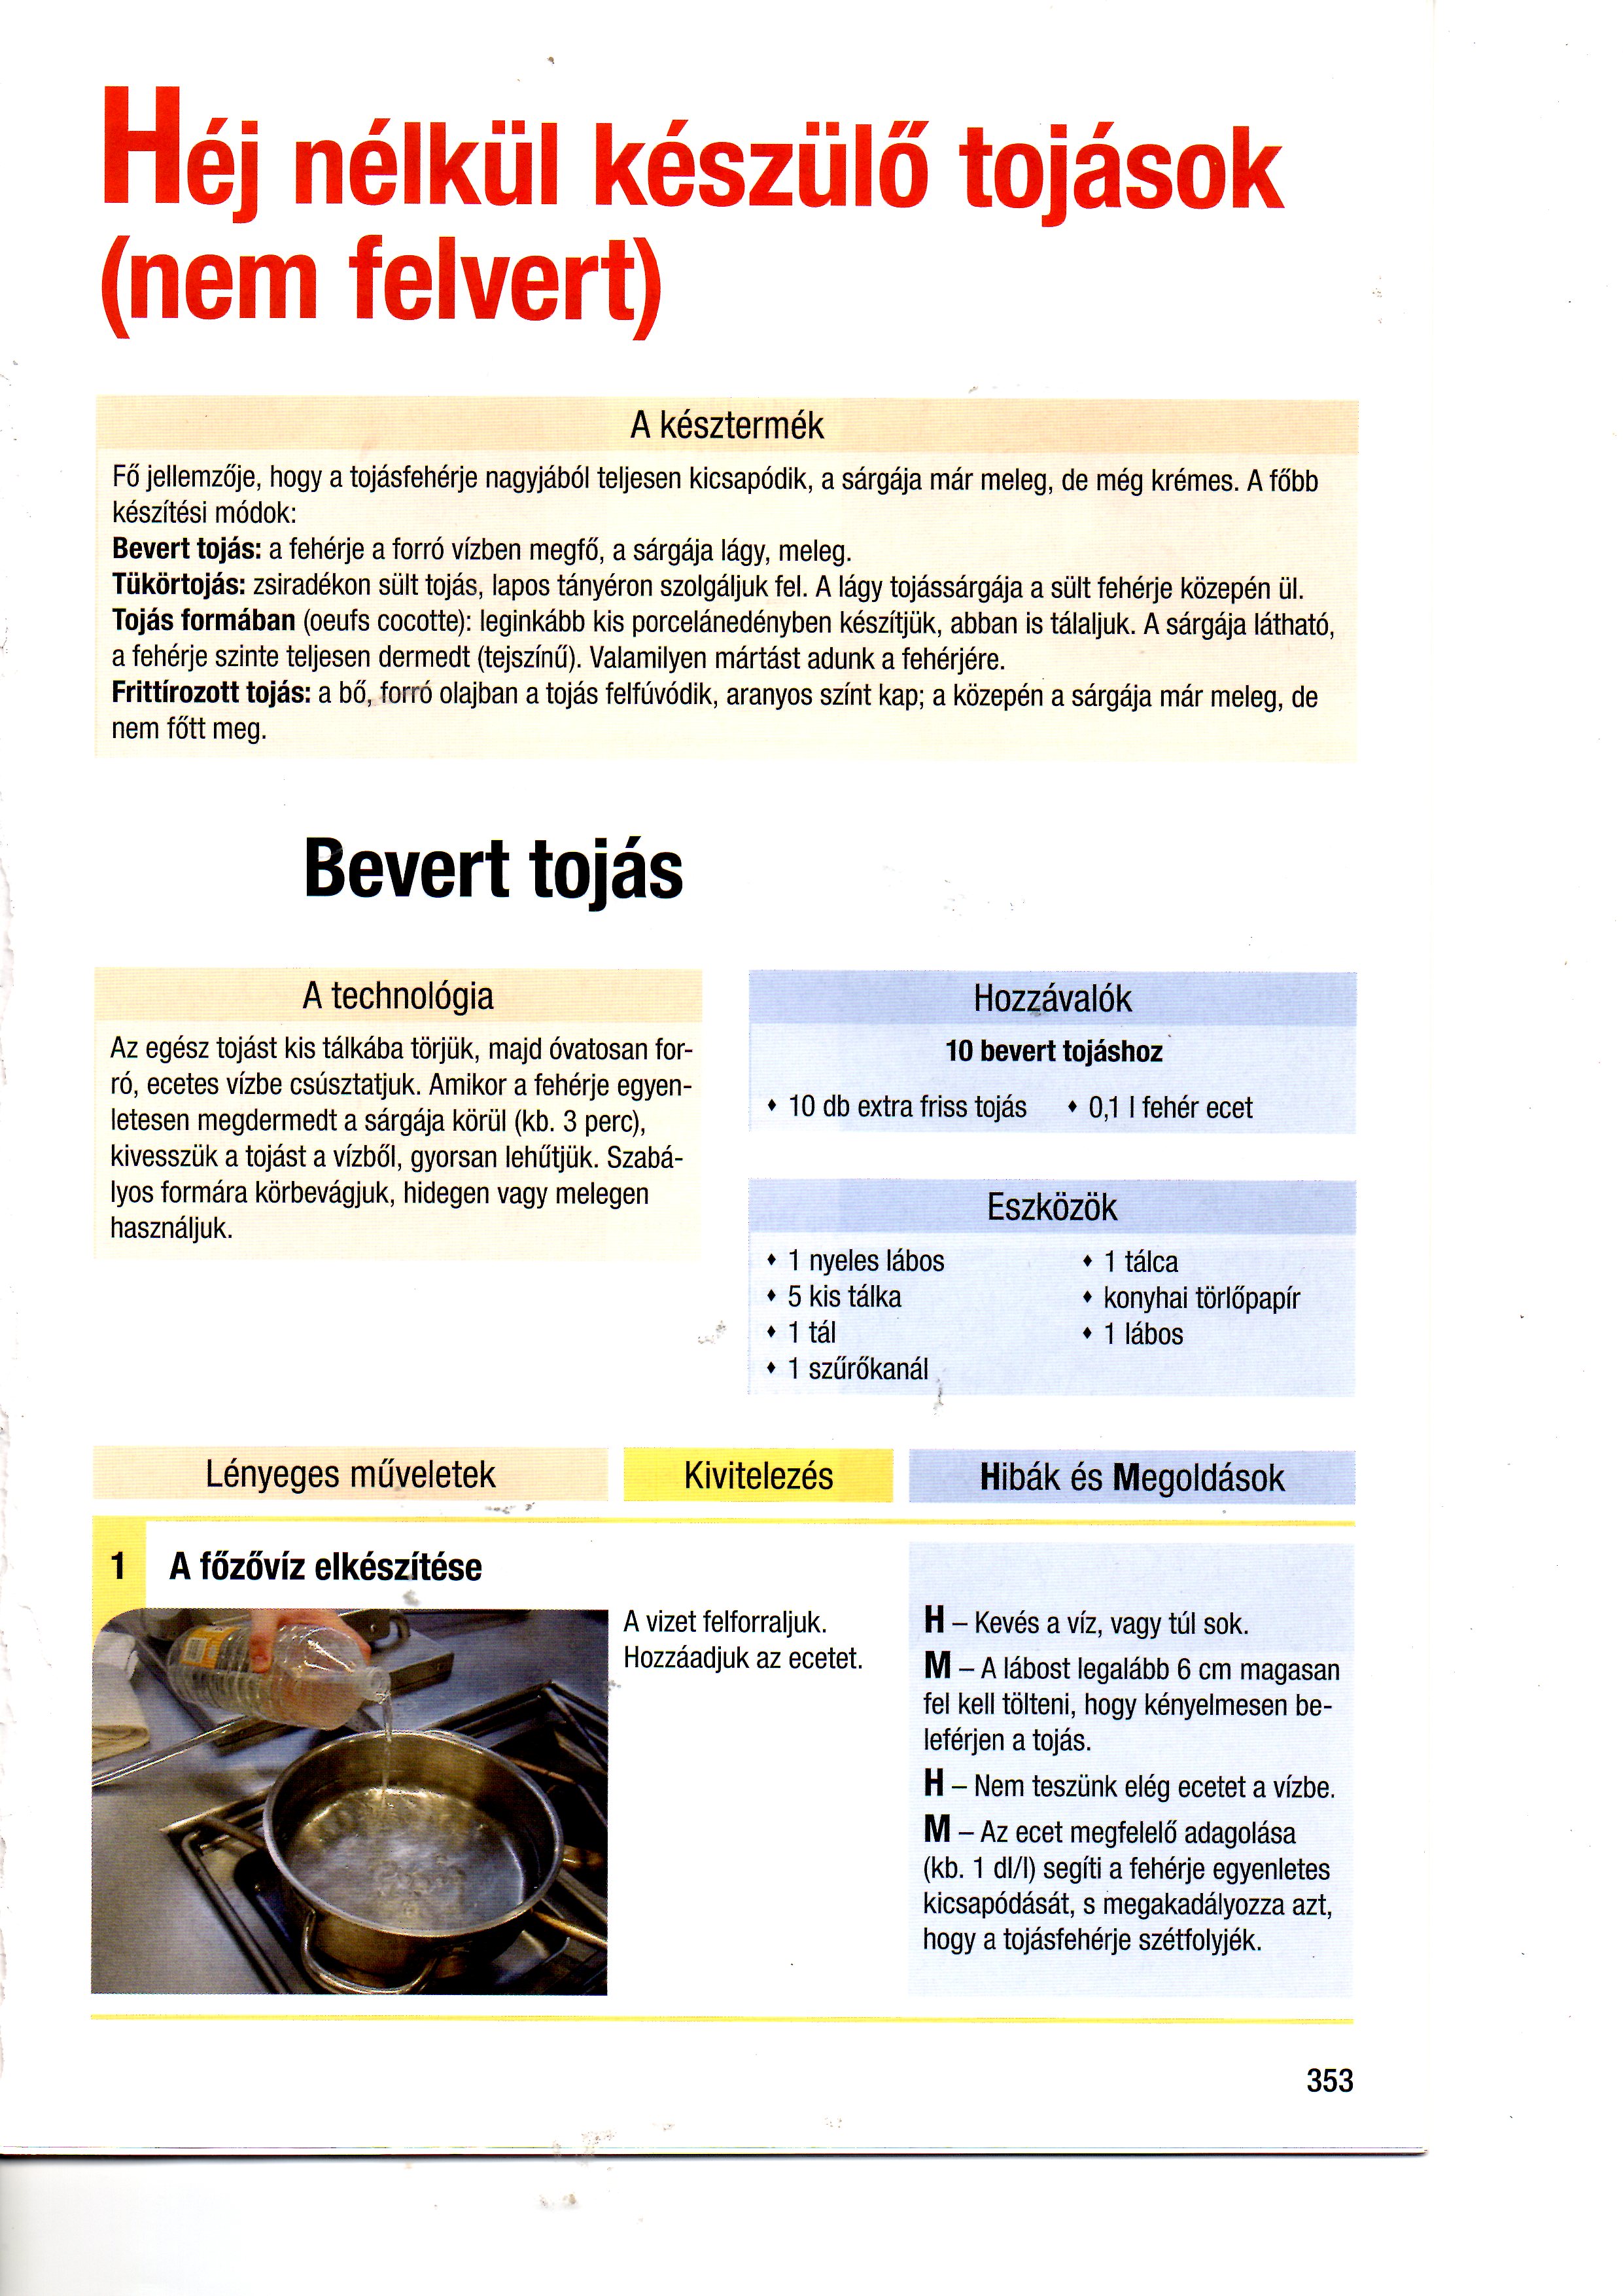 Héj nélkül készülő tojások
(nem felvert)
A késztermék
Fő jellemzője, hogy a tojásfehérje nagyjából teljesen kicsapódik, a sárgája már meleg, de még krémes. A főbb
készítési módok:
Bevert tojás: a fehérje a forró vízben megfő, a sárgája lágy, meleg.
Tükörtojás: zsiradékon sült tojás, lapos tányéron szolgáljuk fel. A lágy tojássárgája a sült fehérje közepén ül.
Tojás formában (oeufs cocotte): leginkább kis porcelánedényben készítjük, abban is tálaljuk. A sárgája látható,
a fehérje szinte teljesen dermedt (tejszínű). Valamilyen mártást adunk a fehérjére.
Frittírozott tojás: a bő, forró olajban a tojás felfúvódik, aranyos színt kap; a közepén a sárgája már meleg, de
nem főtt meg.
Bevert tojás
A technológia
Az egész tojást kis tálkába törjük, majd óvatosan for-
ró, ecetes vízbe csúsztatjuk. Amikor a fehérje egyen-
letesen megdermedt a sárgája körül (kb. 3 perc),
kivesszük a tojást a vízből, gyorsan lehűtjük. Szabá-
lyos formára körbevágjuk, hidegen vagy melegen
használjuk.
Hozzávalók
10 bevert tojáshoz
• 10 db extra friss tojás • 0,1 l fehér ecet
Eszközök
• 1 nyeles lábos
• 5 kis tálka
• 1 tál
• 1 szűrőkanál
• 1 tálca
• konyhai törlőpapír
• 1 lábos
Lényeges műveletek
Kivitelezés
Hibák és Megoldások
1 A főzővíz elkészítése
A vizet felforraljuk.
Hozzáadjuk az ecetet.
H – Kevés a víz, vagy túl sok.
M – A lábost legalább 6 cm magasan
fel kell tölteni, hogy kényelmesen be-
leférjen a tojás.
H – Nem teszünk elég ecetet a vízbe.
M – Az ecet megfelelő adagolása
(kb. 1 dl/l) segíti a fehérje egyenletes
kicsapódását, s megakadályozza azt,
hogy a tojásfehérje szétfolyjék.
353